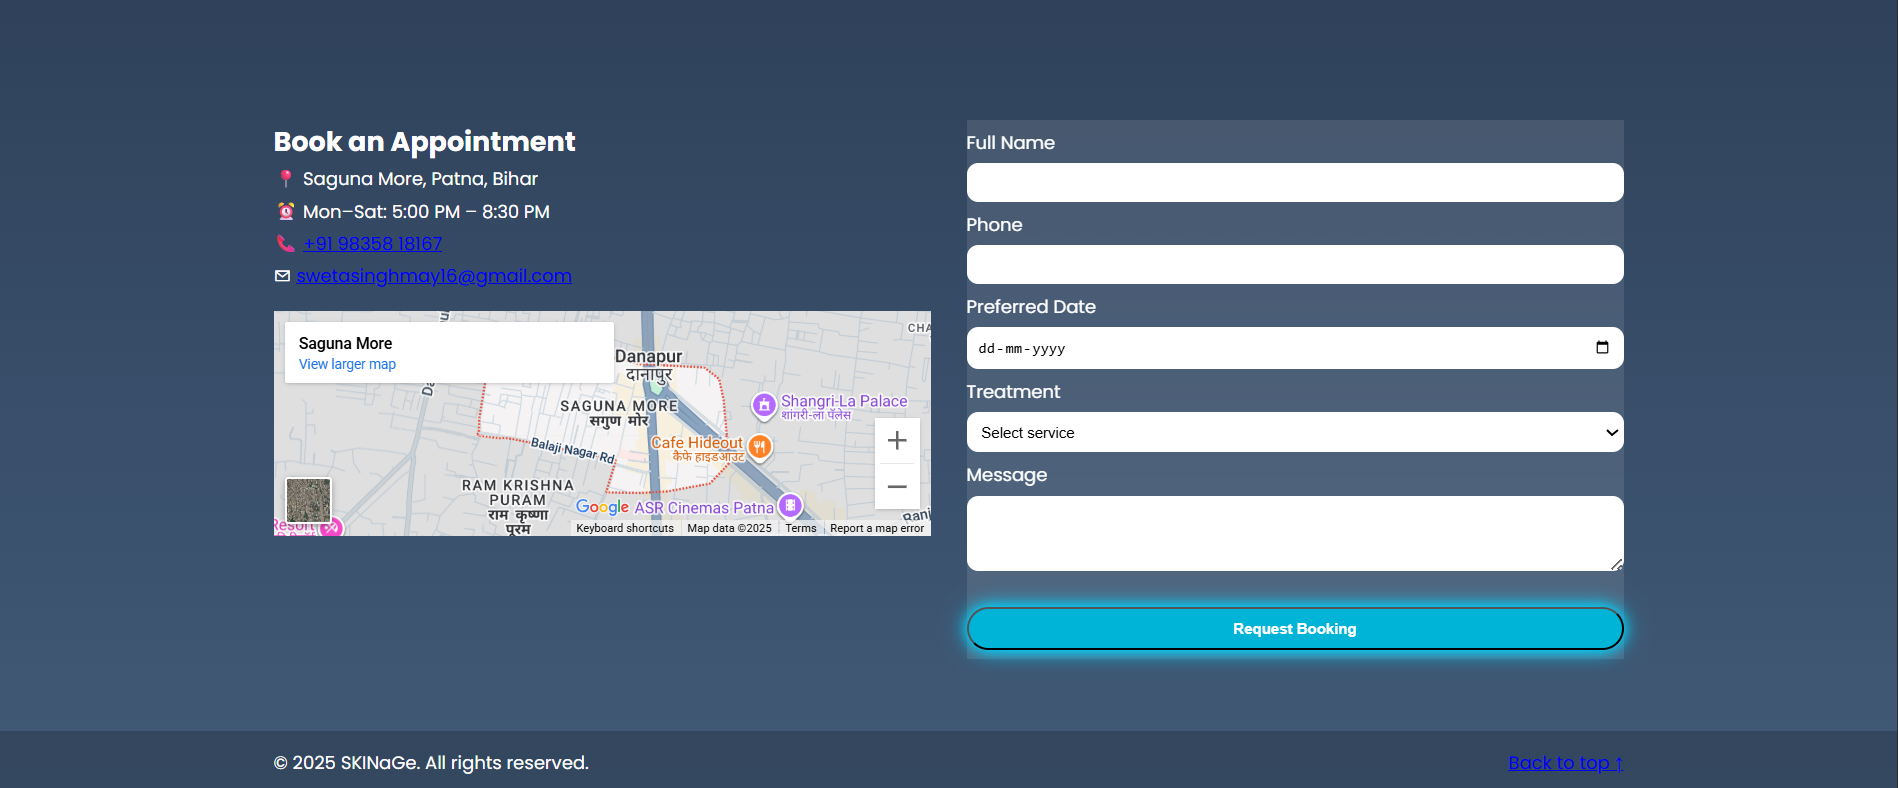 Book an Appointment
📍 Saguna More, Patna, Bihar
⏰ Mon–Sat: 5:00 PM – 8:30 PM
📞 +91 98358 18167
✉ swetasinghmay16@gmail.com
Saguna More
View larger map
CHA
Danapur
दानापुर
SAGUNA MORE
सगुण मोर
Shangri-La Palace
शांगरी-ला पॅलेस
Cafe Hideout
कैफे हाइडआउट
Balaji Nagar Rd
RAM KRISHNA
PURAM
राम कृष्णा
पुरम
Google
ASR Cinemas Patna
Resort
Keyboard shortcuts Map data ©2025 Terms Report a map error
Full Name
Phone
Preferred Date
dd-mm-yyyy
Treatment
Select service
Message
Request Booking
© 2025 SKINaGe. All rights reserved.
Back to top ↑